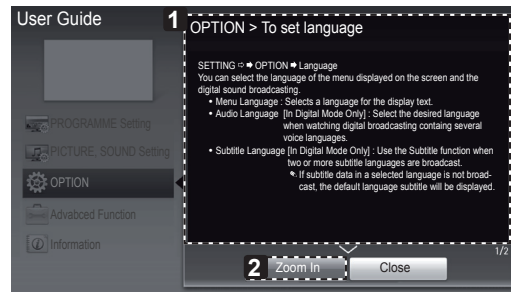 User Guide
1
OPTION > To set language
SETTING ⇨ ➡ OPTION ➡ Language
You can select the language of the menu displayed on the screen and the
digital sound broadcasting.
• Menu Language : Selects a language for the display text.
• Audio Language [In Digital Mode Only] : Select the desired language
when watching digital broadcasting containg several
voice languages.
• Subtitle Language [In Digital Mode Only] : Use the Subtitle function when
two or more subtitle languages are broadcast.
If subtitle data in a selected language is not broad-
cast, the default language subtitle will be displayed.
PROGRAMME Setting
PICTURE, SOUND Setting
OPTION
Advabced Function
Information
1/2
2
Zoom In
Close